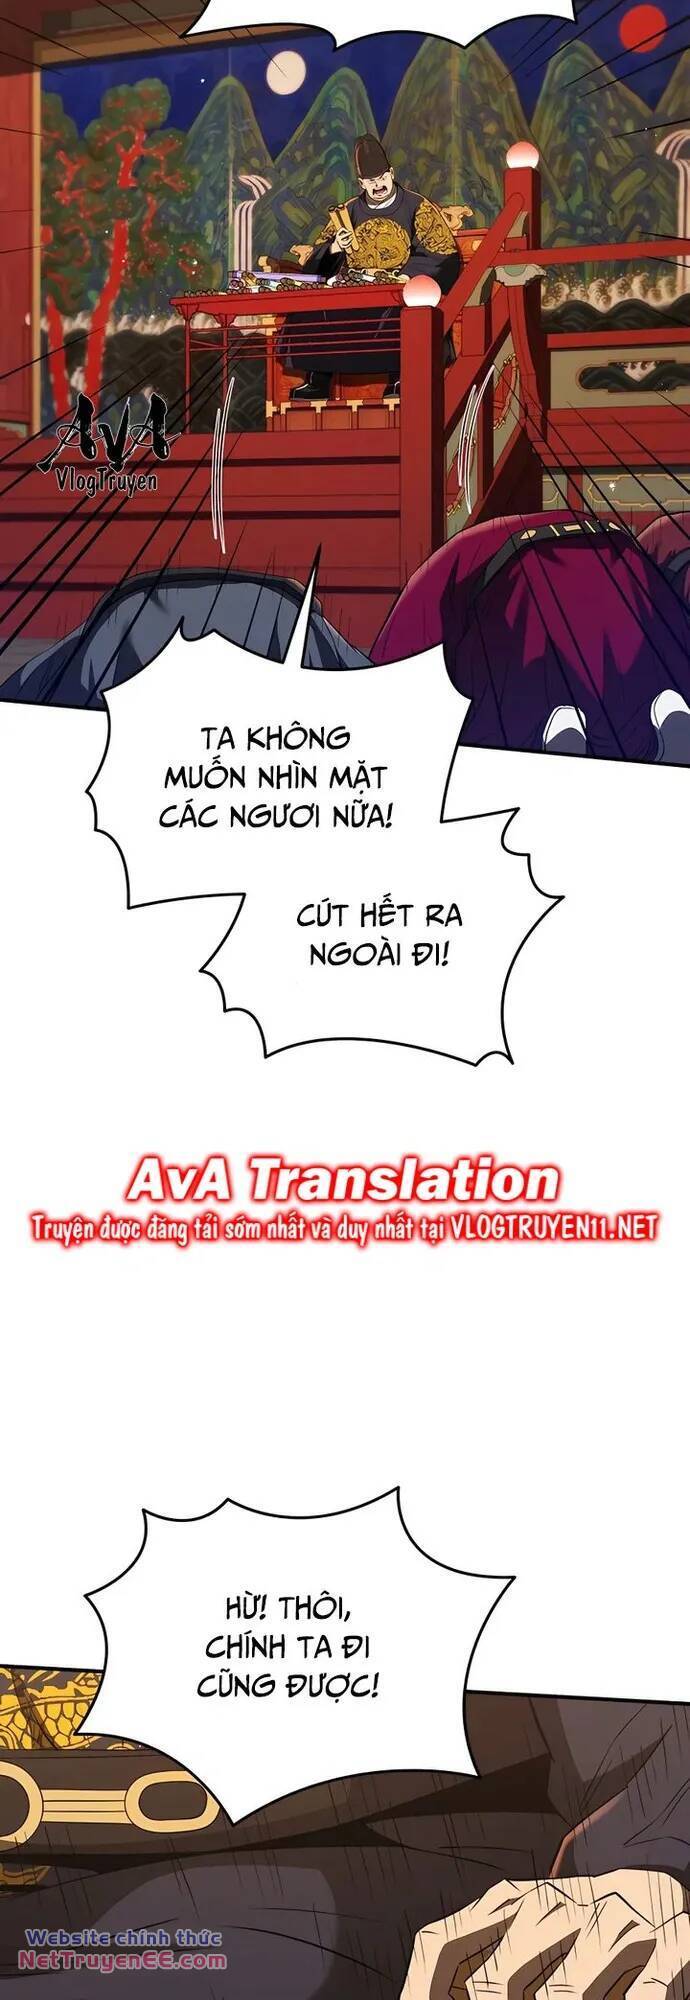 AvA
VlogTruyen
TA KHÔNG
MUỐN NHÌN MẶT
CÁC NGƯƠI NỮA!
CÚT HẾT RA
NGOÀI ĐI!
AvA Translation
Truyện được đăng tải sớm nhất và duy nhất tại VLOGTRUYEN11.NET
HỪ! THÔI,
CHÍNH TA ĐI
CŨNG ĐƯỢC!
Website chính thức
NetTruyenEE.com